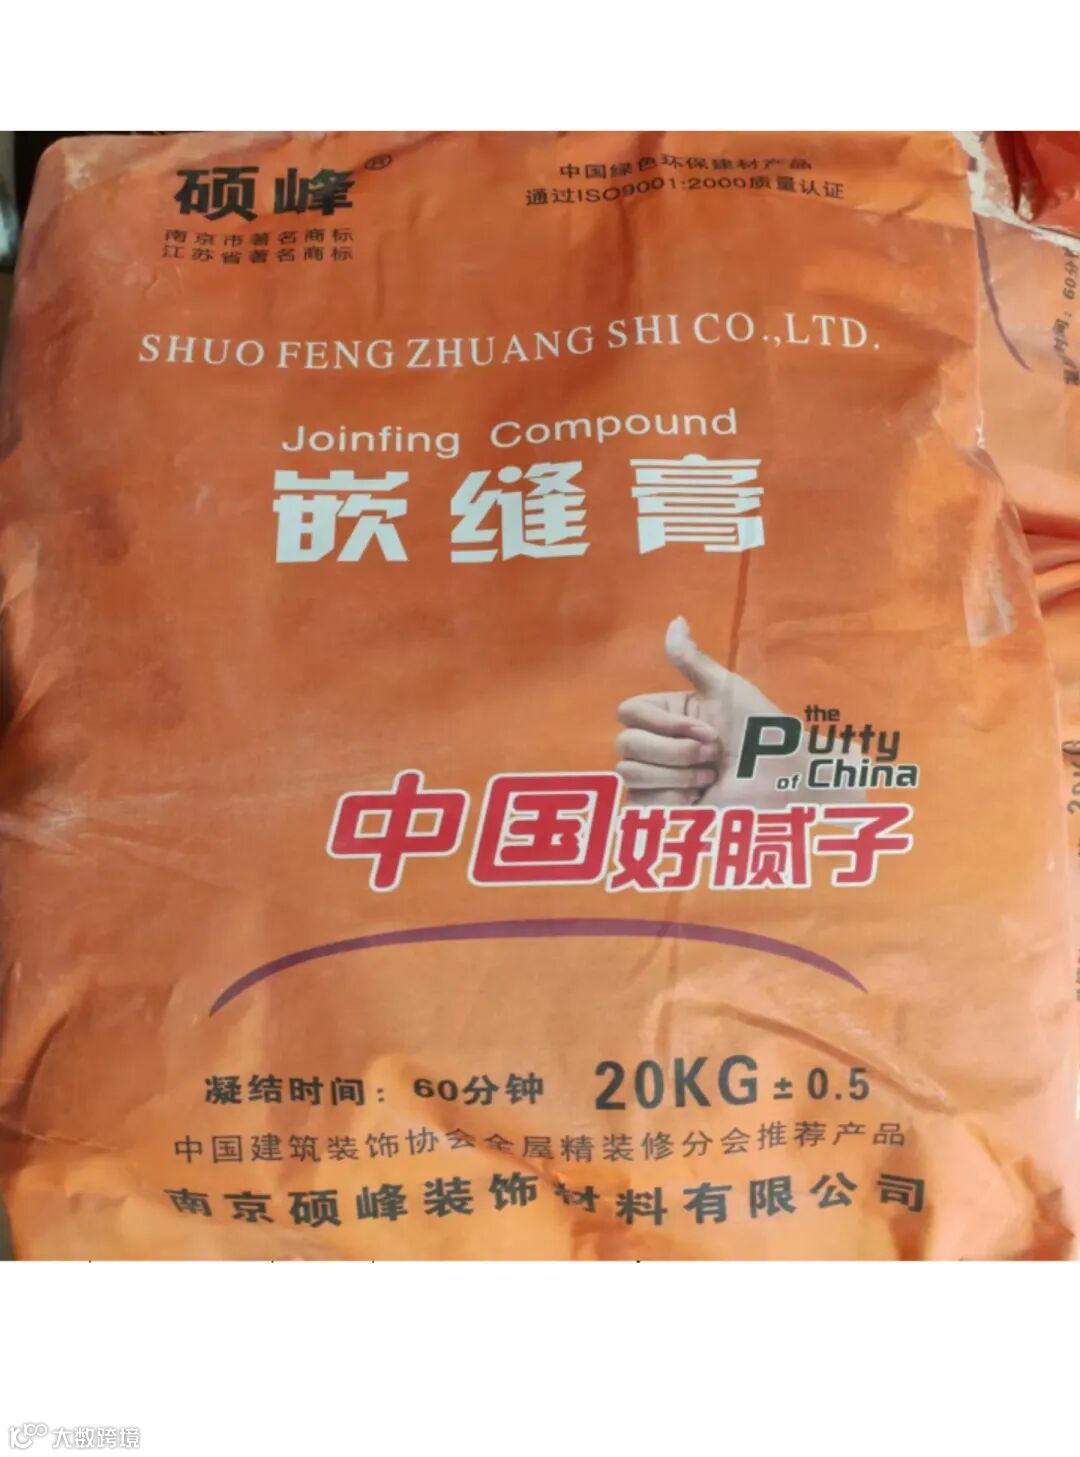 硕峰®
南京市著名商标
江苏省著名商标
中国绿色环保建材产品
通过ISO9001:2000质量认证
SHUO FENG ZHUANG SHI CO.,LTD.
Joinfing Compound
嵌缝膏
the
PUtty
of China
中国好腻子
凝结时间：60分钟 20KG±0.5
中国建筑装饰协会全屋精装修分会推荐产品
南京硕峰装饰材料有限公司
大数跨境